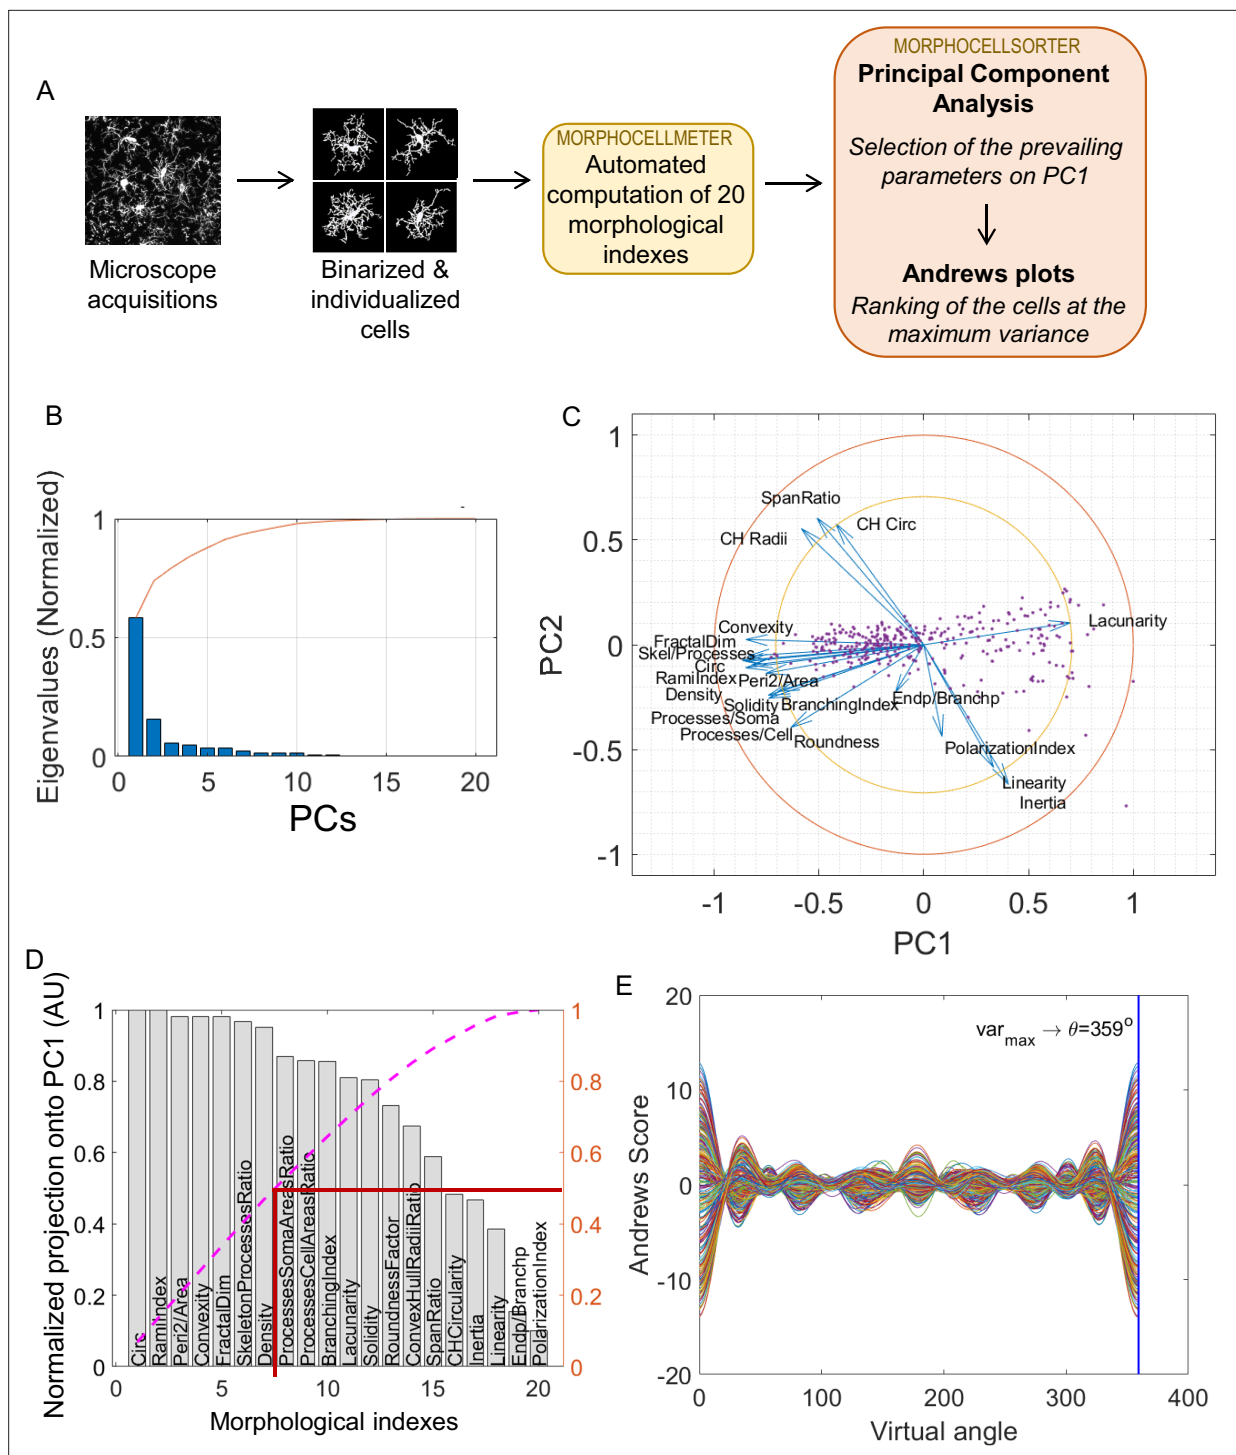 A
Microscope
acquisitions
Binarized &
individualized
cells
MORPHOCELLMETER
Automated
computation of 20
morphological
indexes
MORPHOCELLSORTER
Principal Component
Analysis
Selection of the prevailing
parameters on PC1
Andrews plots
Ranking of the cells at the
maximum variance
B
Eigenvalues (Normalized)
1
0.5
0
0
5
10
15
20
PCs
C
PC2
1
0.5
0
-0.5
-1
SpanRatio
CH Circ
CH Radii
Lacunarity
Convexity
FractalDim
Skel/Processes
Circ
RamiIndex
Peri2/Area
Density
Solidity
BranchingIndex
Endp/Branchp
Processes/Soma
Processes/Cell
Roundness
PolarizationIndex
Linearity
Inertia
-1
-0.5
0
0.5
1
PC1
D
Normalized projection onto PC1 (AU)
1
0.8
0.6
0.4
0.2
0
Circ
RamiIndex
Peri2/Area
Convexity
FractalDim
SkeletonProcessesRatio
Density
ProcessesSomaAreasRatio
ProcessesCellAreasRatio
BranchingIndex
Lacunarity
Solidity
RoundnessFactor
ConvexHullRadiiRatio
SpanRatio
CHCircularity
Inertia
Linearity
Endp/Branchp
PolarizationIndex
1
0.8
0.6
0.4
0.2
0
0
5
10
15
20
Morphological indexes
E
Andrews Score
20
10
0
-10
-20
var_max → θ=359°
0
100
200
300
400
Virtual angle